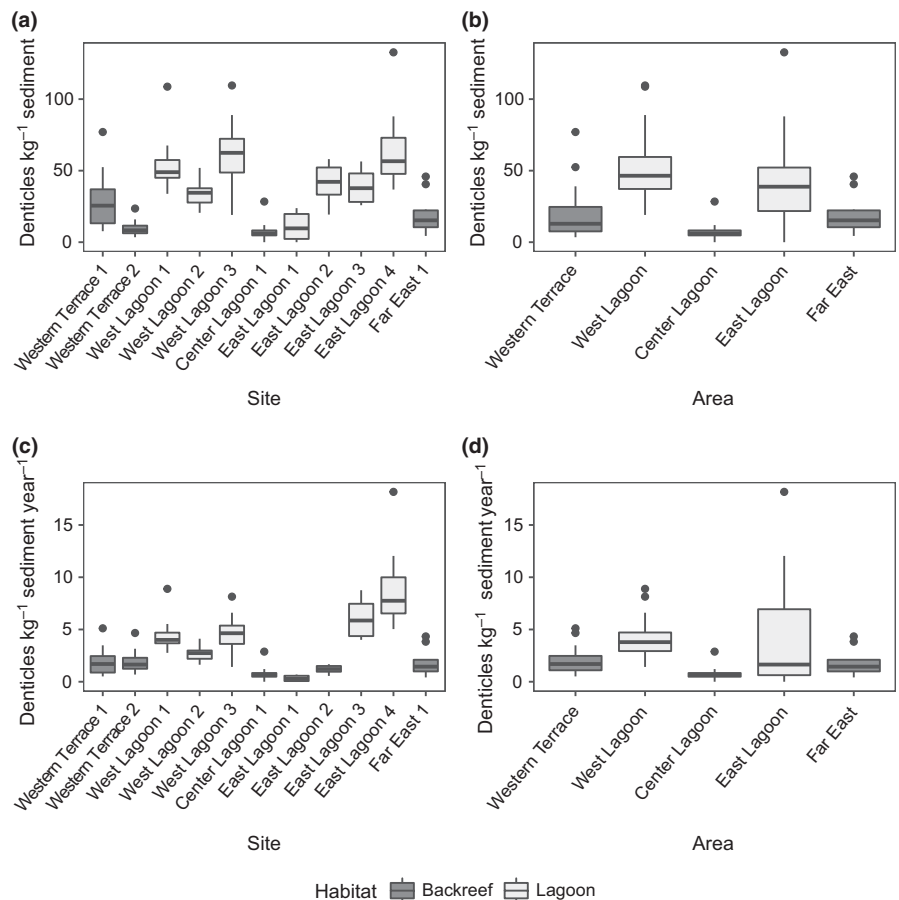 (a)
Denticles kg⁻¹ sediment
100
50
0
Western Terrace 1
Western Terrace 2
West Lagoon 1
West Lagoon 2
West Lagoon 3
Center Lagoon 1
East Lagoon 1
East Lagoon 2
East Lagoon 3
East Lagoon 4
Far East 1
Site
(b)
Denticles kg⁻¹ sediment
100
50
0
Western Terrace
West Lagoon
Center Lagoon
East Lagoon
Far East
Area
(c)
Denticles kg⁻¹ sediment year⁻¹
15
10
5
0
Western Terrace 1
Western Terrace 2
West Lagoon 1
West Lagoon 2
West Lagoon 3
Center Lagoon 1
East Lagoon 1
East Lagoon 2
East Lagoon 3
East Lagoon 4
Far East 1
Site
(d)
Denticles kg⁻¹ sediment year⁻¹
15
10
5
0
Western Terrace
West Lagoon
Center Lagoon
East Lagoon
Far East
Area
Habitat Backreef Lagoon